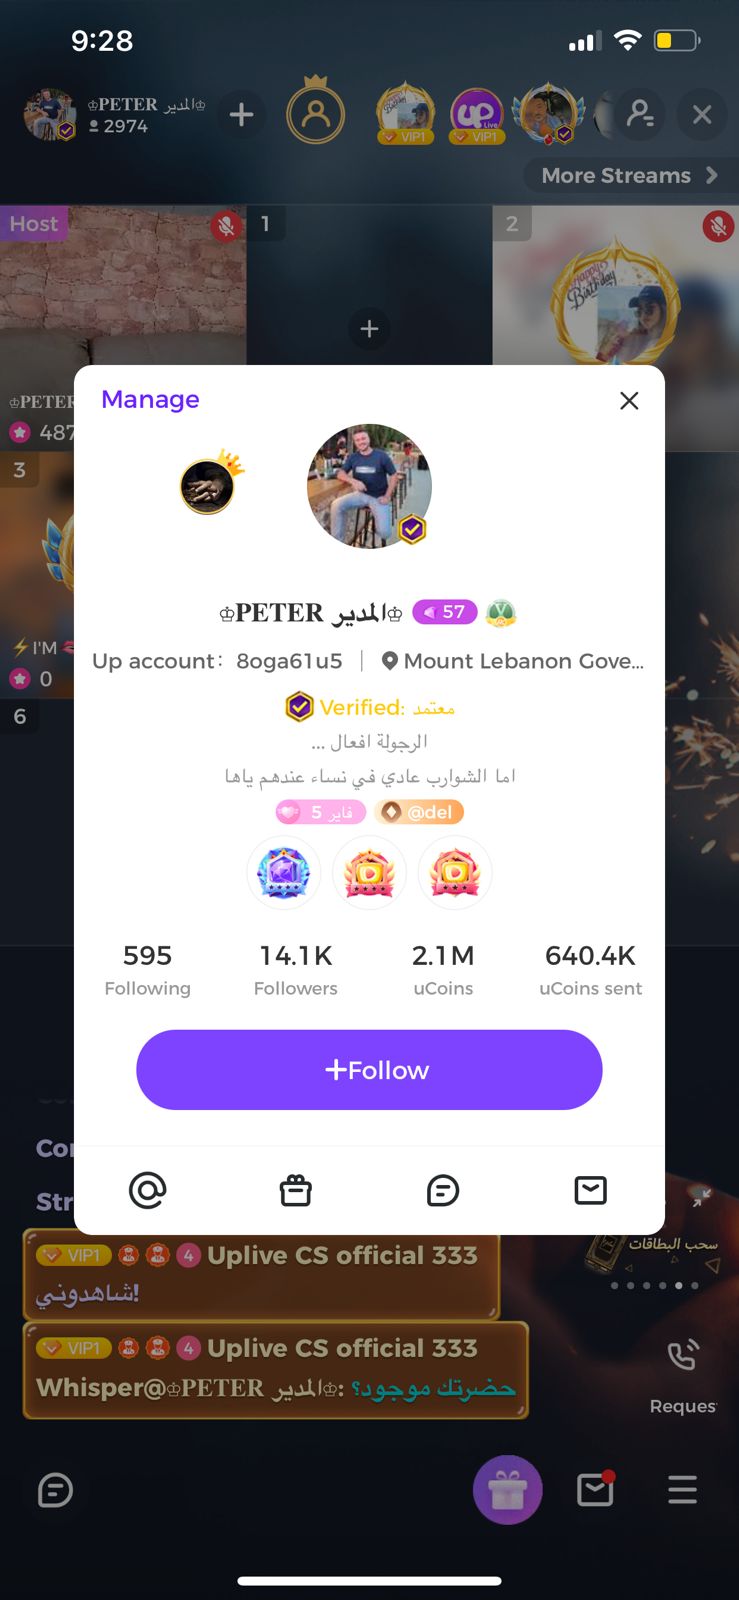 9:28
♔PETER المدير♔
2974
VIP1
up Live
VIP1
More Streams
Host
1
2
Happy Birthday
♔PETER
487
3
⚡I'M
0
6
Manage
♔PETER المدير♔ 57
Up account: 8oga61u5 | Mount Lebanon Gove...
Verified: معتمد
الرجولة افعال ...
اما الشوارب عادي في نساء عندهم ياها
فاير 5 @del
595 14.1K 2.1M 640.4K
Following Followers uCoins uCoins sent
+Follow
Str
سحب البطاقات
VIP1 4 Uplive CS official 333
شاهدوني!
VIP1 4 Uplive CS official 333
Whisper@♔PETER المدير♔: حضرتك موجود؟
Reques